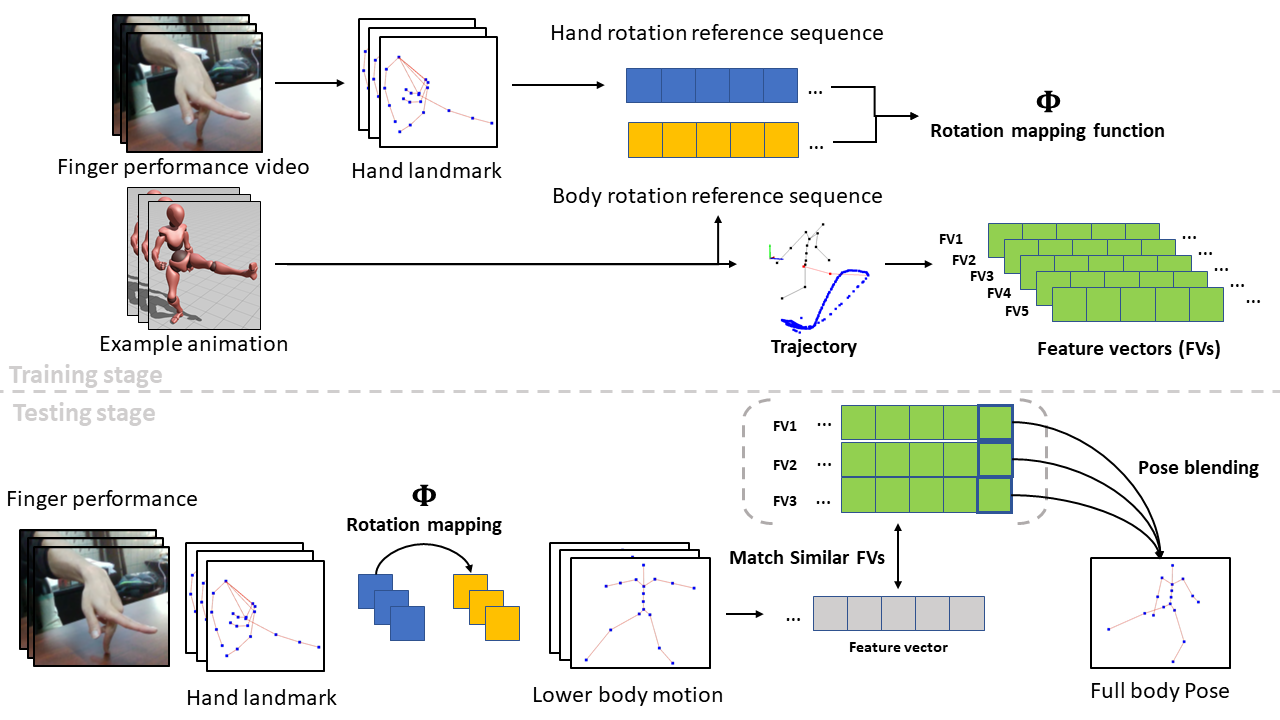 Hand rotation reference sequence
...
Φ
Rotation mapping function
...
Finger performance video
Hand landmark
Body rotation reference sequence
FV1
...
FV2
...
FV3
...
FV4
...
FV5
...
Example animation
Trajectory
Feature vectors (FVs)
Training stage
Testing stage
FV1
...
FV2
...
FV3
...
Pose blending
Finger performance
Φ
Rotation mapping
Match Similar FVs
...
Feature vector
Hand landmark
Lower body motion
Full body Pose